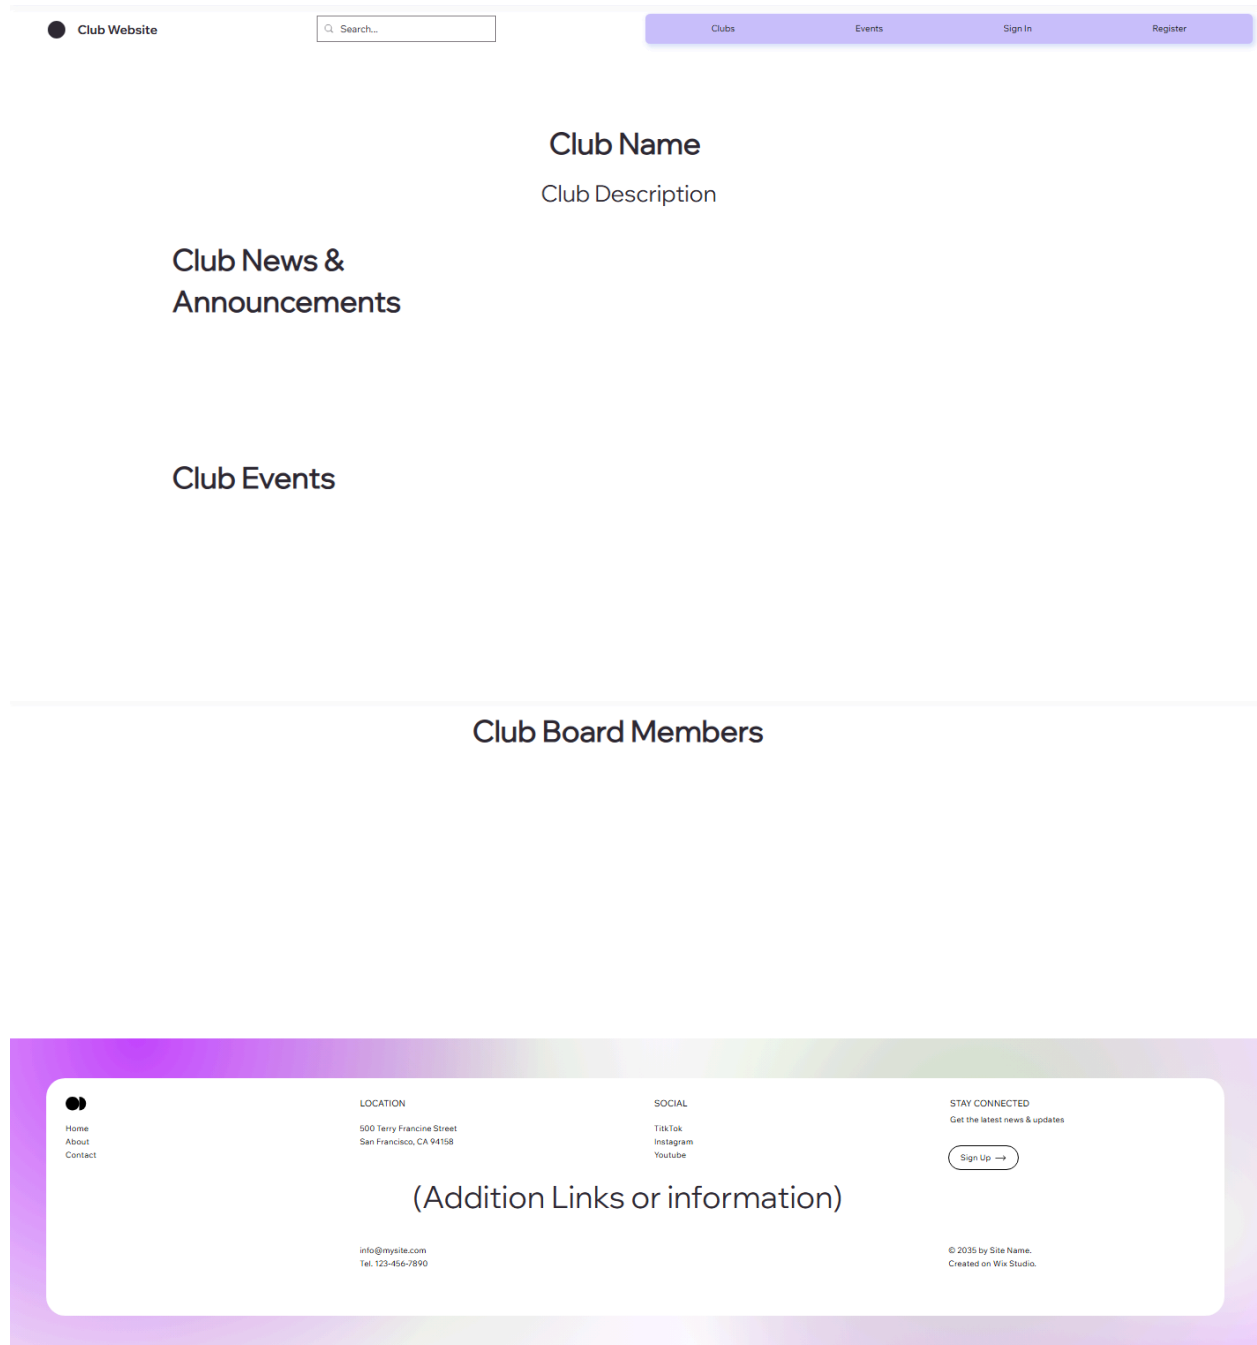 Club Website
Search...
Clubs
Events
Sign In
Register
Club Name
Club Description
Club News &
Announcements
Club Events
Club Board Members
Home
About
Contact
LOCATION
500 Terry Francine Street
San Francisco, CA 94158
SOCIAL
TitkTok
Instagram
Youtube
STAY CONNECTED
Get the latest news & updates
Sign Up →
(Addition Links or information)
info@mysite.com
Tel. 123-456-7890
© 2035 by Site Name.
Created on Wix Studio.